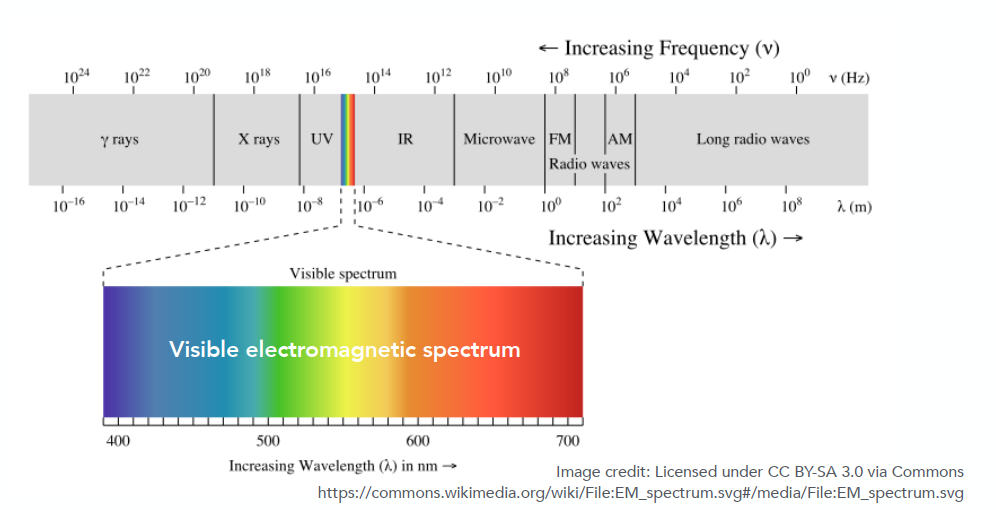 ← Increasing Frequency (ν)
10²⁴ 10²² 10²⁰ 10¹⁸ 10¹⁶ 10¹⁴ 10¹² 10¹⁰ 10⁸ 10⁶ 10⁴ 10² 10⁰ ν (Hz)
γ rays X rays UV IR Microwave FM AM Long radio waves
Radio waves
10⁻¹⁶ 10⁻¹⁴ 10⁻¹² 10⁻¹⁰ 10⁻⁸ 10⁻⁶ 10⁻⁴ 10⁻² 10⁰ 10² 10⁴ 10⁶ 10⁸ λ (m)
Increasing Wavelength (λ) →
Visible spectrum
Visible electromagnetic spectrum
400 500 600 700
Increasing Wavelength (λ) in nm →
Image credit: Licensed under CC BY-SA 3.0 via Commons
https://commons.wikimedia.org/wiki/File:EM_spectrum.svg#/media/File:EM_spectrum.svg